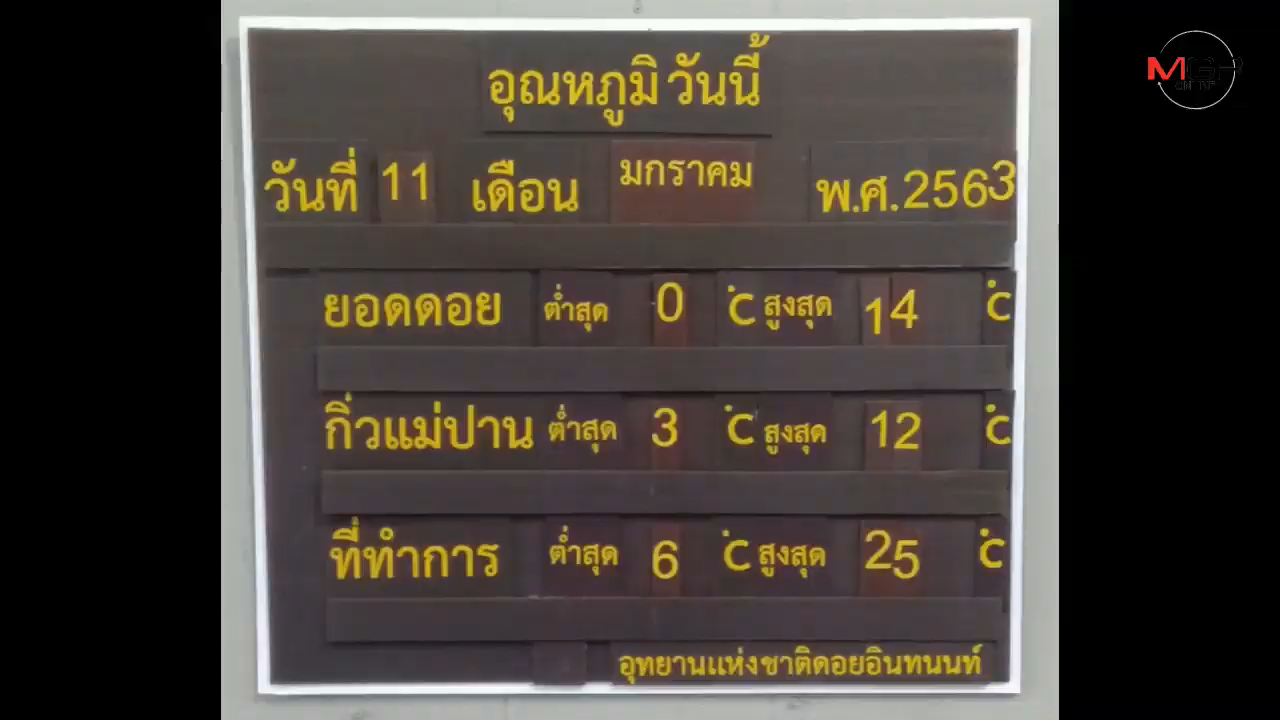 อุณหภูมิ วันนี้
วันที่ 11 เดือน มกราคม พ.ศ. 2563
ยอดดอย ต่ำสุด 0 °C สูงสุด 14 °C
กิ่วแม่ปาน ต่ำสุด 3 °C สูงสุด 12 °C
ที่ทำการ ต่ำสุด 6 °C สูงสุด 25 °C
อุทยานแห่งชาติดอยอินทนนท์